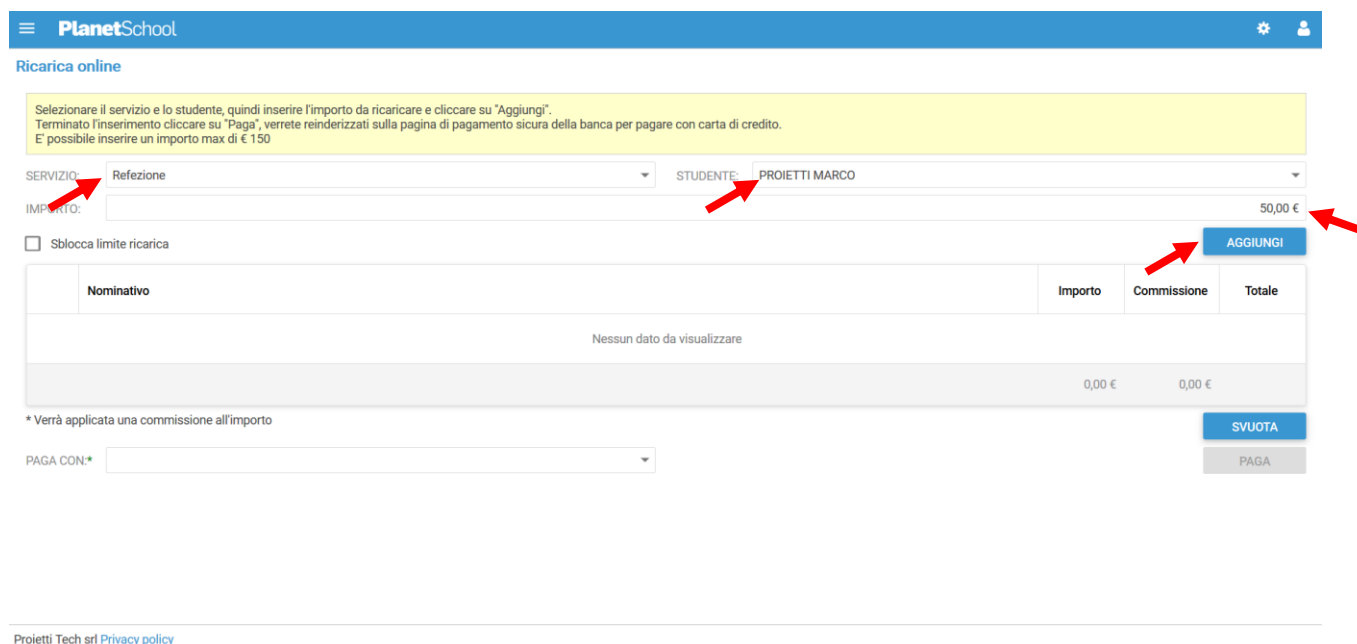 PlanetSchool
Ricarica online
Selezionare il servizio e lo studente, quindi inserire l'importo da ricaricare e cliccare su "Aggiungi".
Terminato l'inserimento cliccare su "Paga", verrete reinderizzati sulla pagina di pagamento sicura della banca per pagare con carta di credito.
E' possibile inserire un importo max di € 150
SERVIZIO: Refezione STUDENTE: PROIETTI MARCO
IMPORTO: 50,00 €
Sblocca limite ricarica AGGIUNGI
Nominativo Importo Commissione Totale
Nessun dato da visualizzare
0,00 € 0,00 €
* Verrà applicata una commissione all'importo
SVUOTA
PAGA CON:* PAGA
Proietti Tech srl Privacy policy